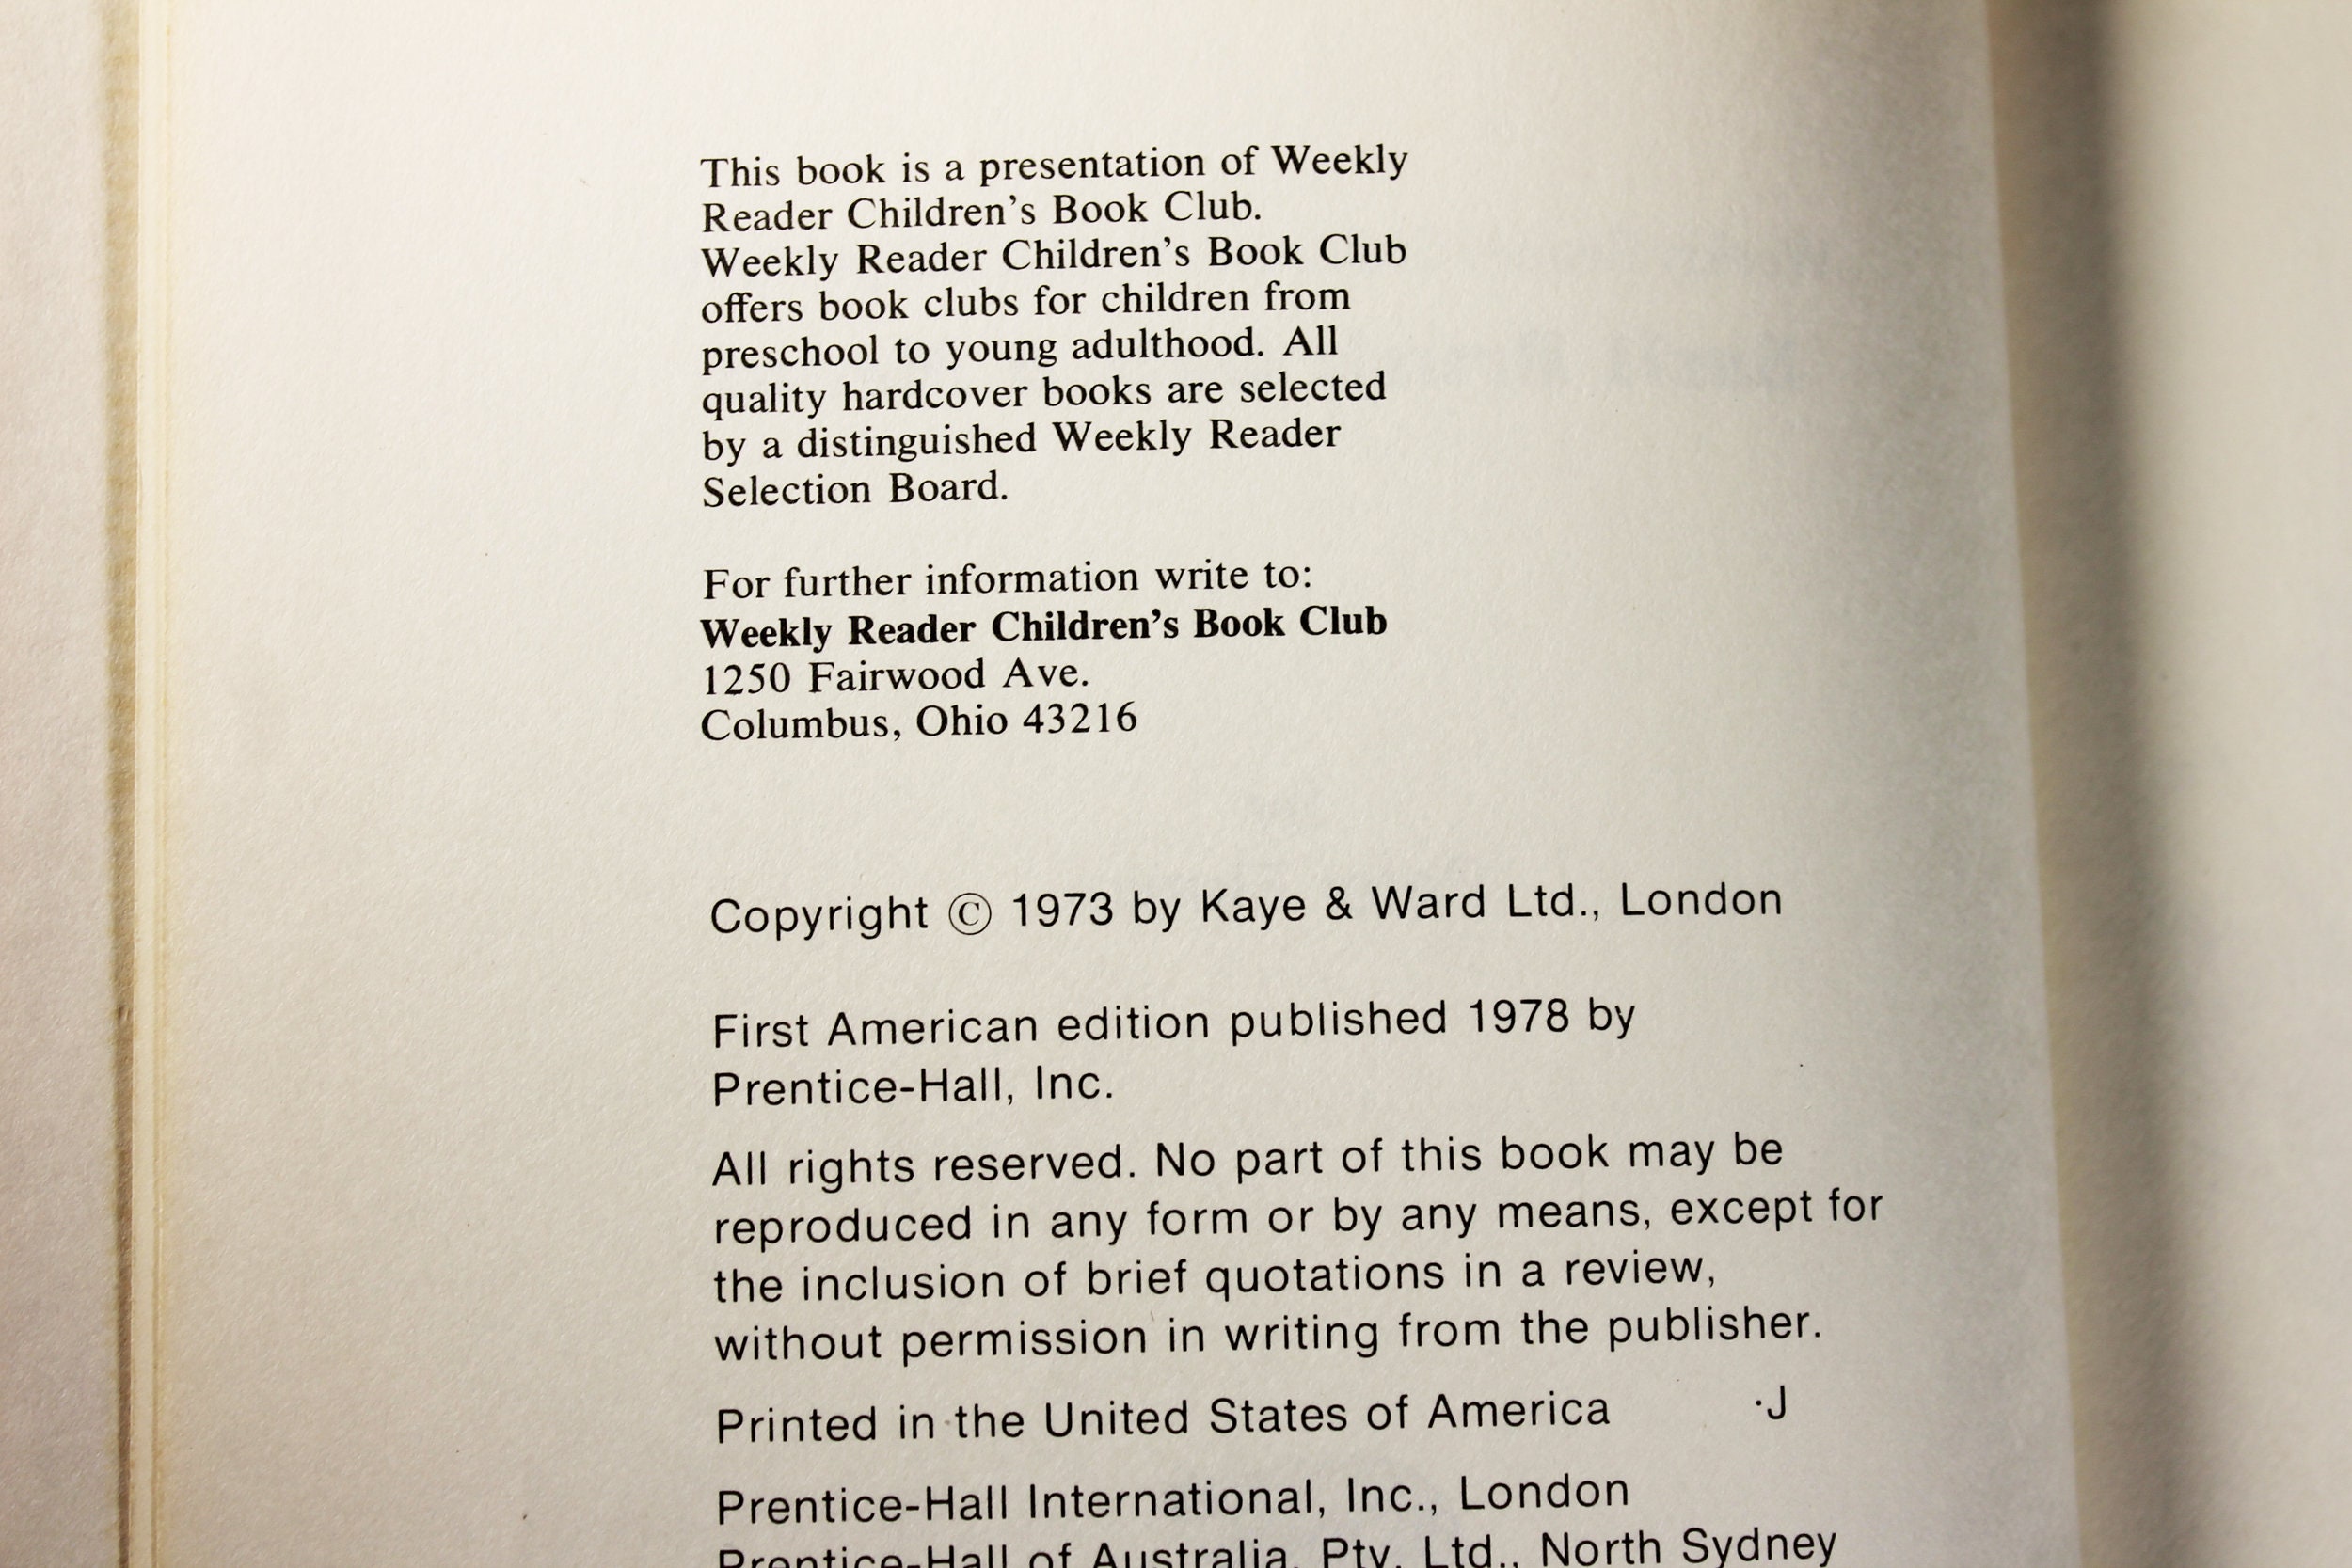 This book is a presentation of Weekly
Reader Children's Book Club.
Weekly Reader Children's Book Club
offers book clubs for children from
preschool to young adulthood. All
quality hardcover books are selected
by a distinguished Weekly Reader
Selection Board.
For further information write to:
Weekly Reader Children's Book Club
1250 Fairwood Ave.
Columbus, Ohio 43216
Copyright © 1973 by Kaye & Ward Ltd., London
First American edition published 1978 by
Prentice-Hall, Inc.
All rights reserved. No part of this book may be
reproduced in any form or by any means, except for
the inclusion of brief quotations in a review,
without permission in writing from the publisher.
Printed in the United States of America ·J
Prentice-Hall International, Inc., London
Prentice-Hall of Australia, Pty. Ltd., North Sydney